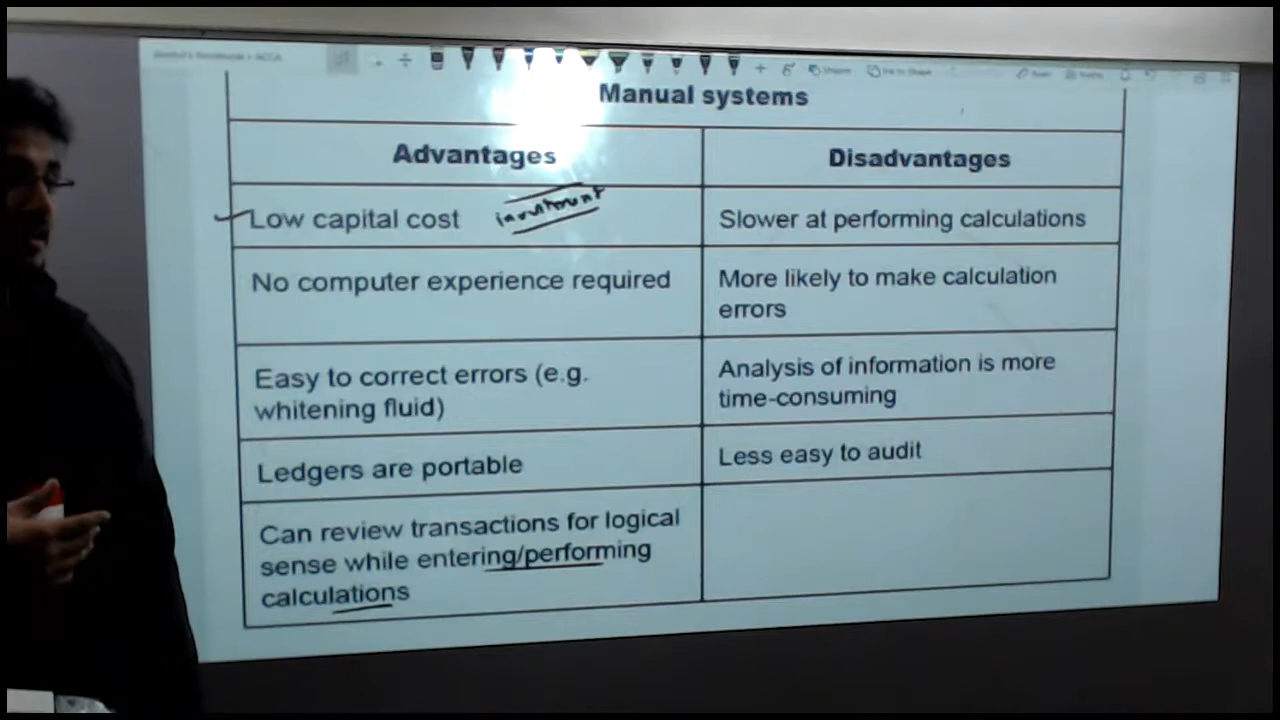 Manual systems
Advantages
Disadvantages
Low capital cost
investment
Slower at performing calculations
No computer experience required
More likely to make calculation
errors
Easy to correct errors (e.g.
whitening fluid)
Analysis of information is more
time-consuming
Ledgers are portable
Less easy to audit
Can review transactions for logical
sense while entering/performing
calculations